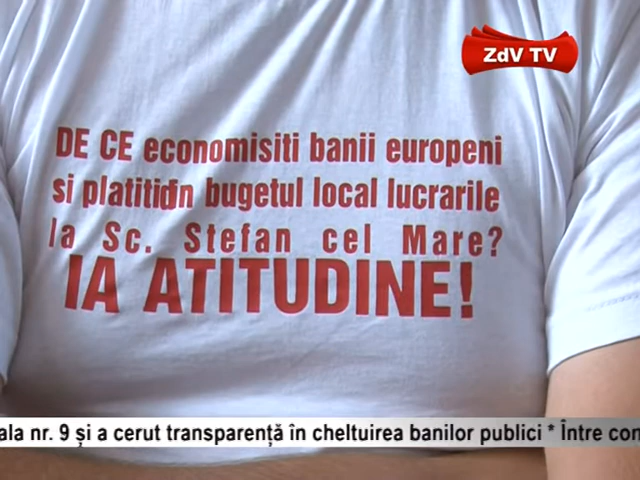 ZdV TV
DE CE economisiti banii europeni
si platitidin bugetul local lucrarile
la Sc. Stefan cel Mare?
IA ATITUDINE!
ala nr. 9 și a cerut transparență în cheltuirea banilor publici * Între con